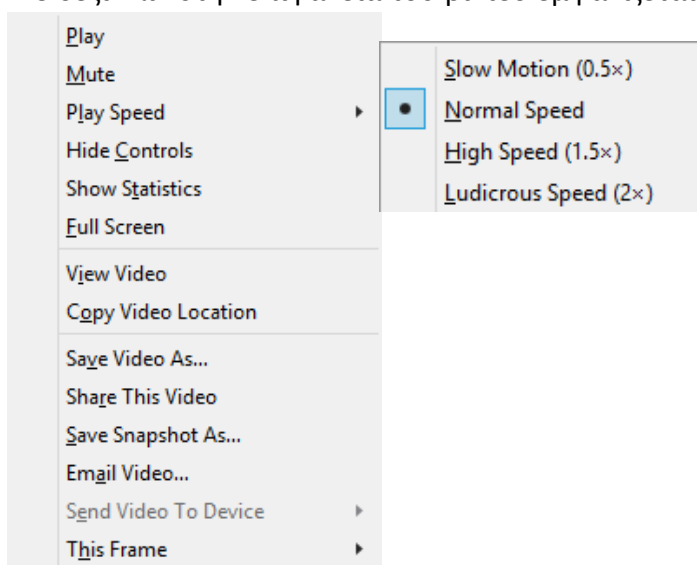 Play
Mute
Play Speed
Hide Controls
Show Statistics
Full Screen
View Video
Copy Video Location
Save Video As...
Share This Video
Save Snapshot As...
Email Video...
Send Video To Device
This Frame
Slow Motion (0.5×)
Normal Speed
High Speed (1.5×)
Ludicrous Speed (2×)